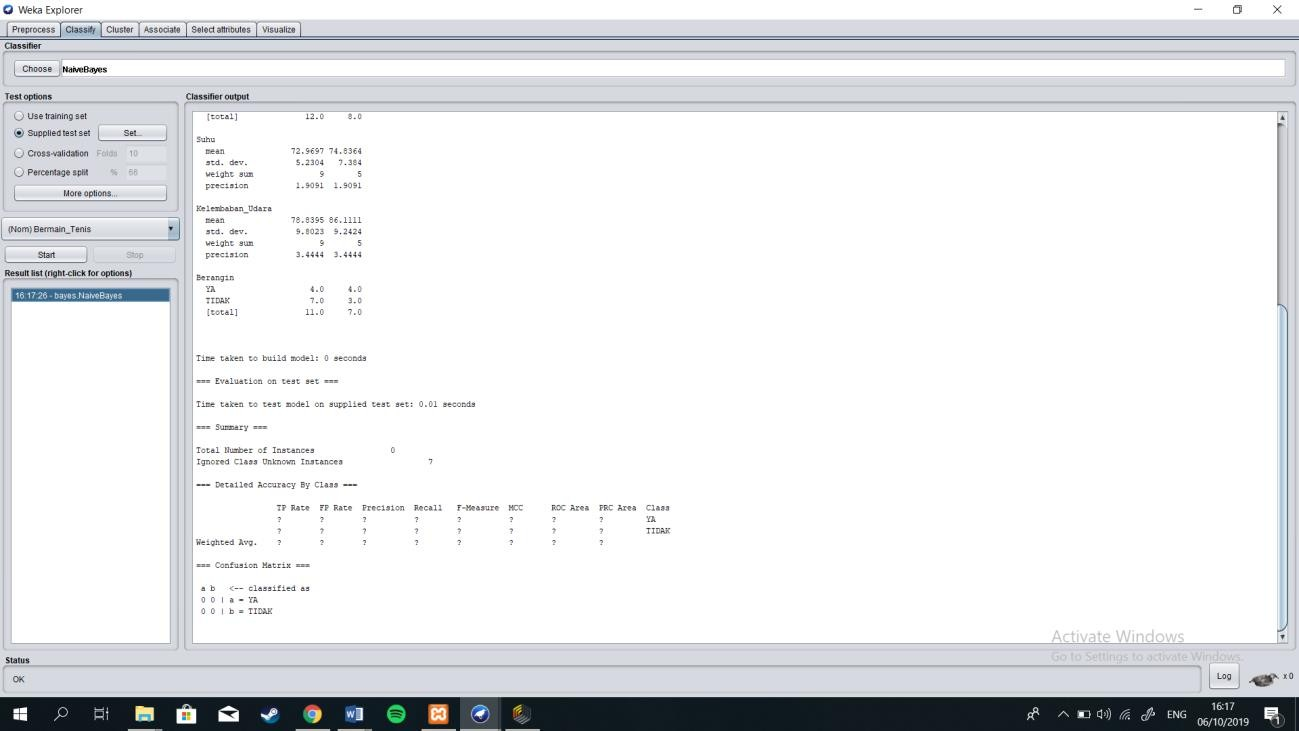 Weka Explorer
Preprocess Classify Cluster Associate Select attributes Visualize
Classifier
Choose NaiveBayes
Test options
Use training set
Supplied test set Set...
Cross-validation Folds 10
Percentage split % 66
More options...
(Nom) Bermain_Tenis
Start Stop
Result list (right-click for options)
16:17:26 - bayes.NaiveBayes
Classifier output
[total] 12.0 8.0
Suhu
mean 72.9697 74.8364
std. dev. 5.2304 7.384
weight sum 9 5
precision 1.9091 1.9091
Kelembaban_Udara
mean 78.8395 86.1111
std. dev. 9.8023 9.2424
weight sum 9 5
precision 3.4444 3.4444
Berangin
YA 4.0 4.0
TIDAK 7.0 3.0
[total] 11.0 7.0
Time taken to build model: 0 seconds
=== Evaluation on test set ===
Time taken to test model on supplied test set: 0.01 seconds
=== Summary ===
Total Number of Instances 0
Ignored Class Unknown Instances 7
=== Detailed Accuracy By Class ===
TP Rate FP Rate Precision Recall F-Measure MCC ROC Area PRC Area Class
? ? ? ? ? ? ? ? YA
? ? ? ? ? ? ? ? TIDAK
Weighted Avg. ? ? ? ? ? ? ? ?
=== Confusion Matrix ===
a b <-- classified as
0 0 | a = YA
0 0 | b = TIDAK
Activate Windows
Go to Settings to activate Windows.
Status
OK
Log x 0
ENG
16:17
06/10/2019
1